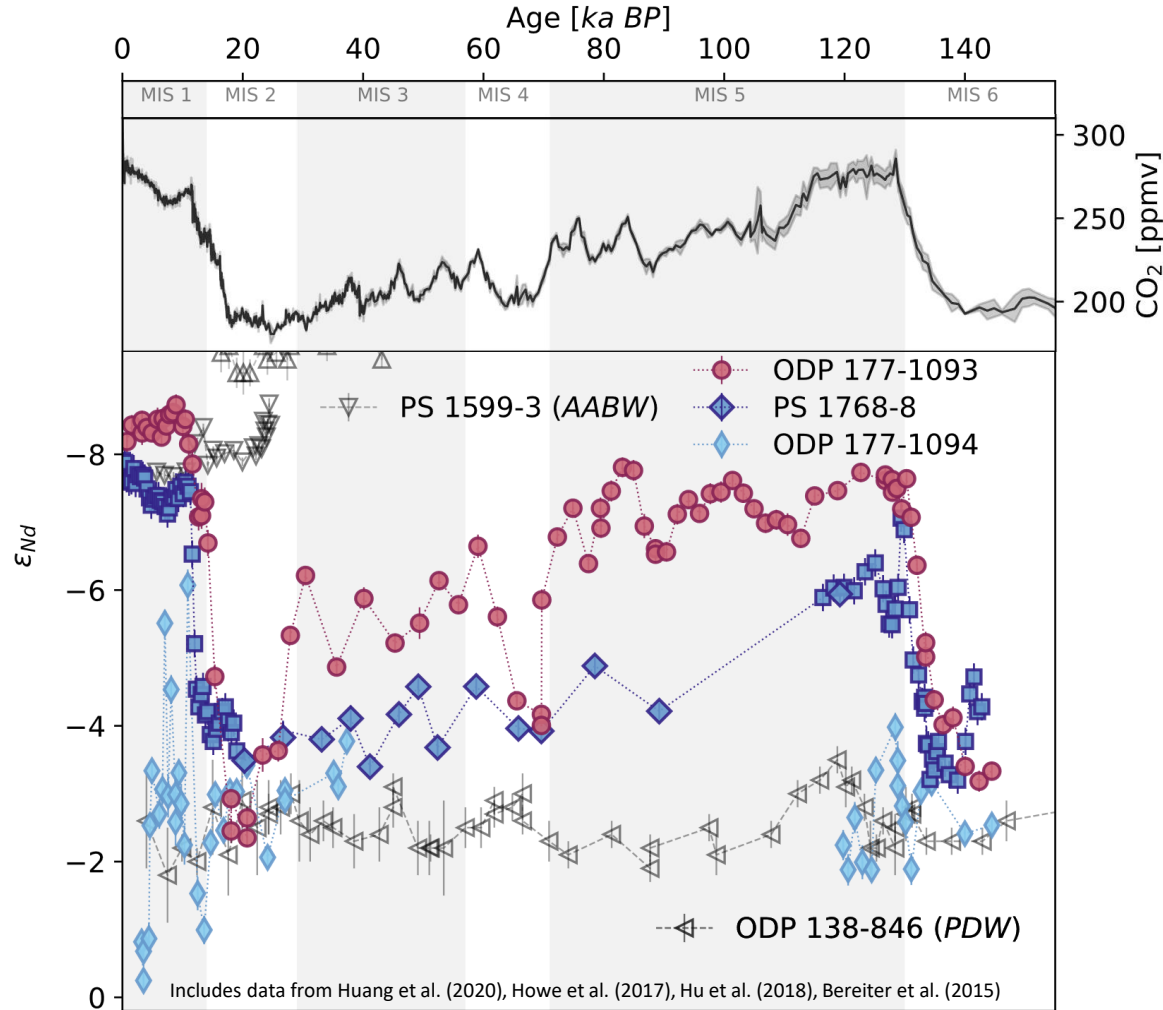 Age [ka BP]
0 20 40 60 80 100 120 140
MIS 1 MIS 2 MIS 3 MIS 4 MIS 5 MIS 6
300
250
200
CO2 [ppmv]
ODP 177-1093
PS 1599-3 (AABW)
PS 1768-8
ODP 177-1094
−8
−6
−4
−2
0
εNd
ODP 138-846 (PDW)
Includes data from Huang et al. (2020), Howe et al. (2017), Hu et al. (2018), Bereiter et al. (2015)